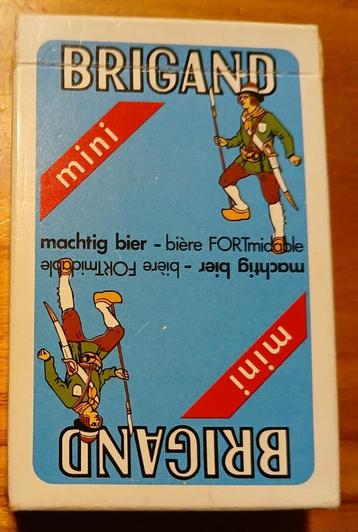 BRIGAND
mini
machtig bier - bière FORTmidable
machtig bier - bière FORTmidable
mini
BRIGAND